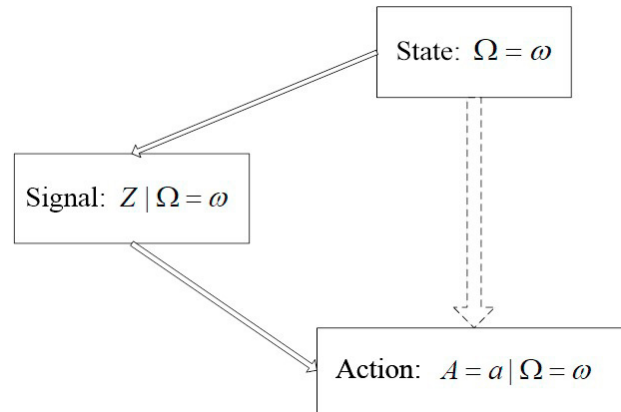 State: Ω = ω
Signal: Z | Ω = ω
Action: A = a | Ω = ω